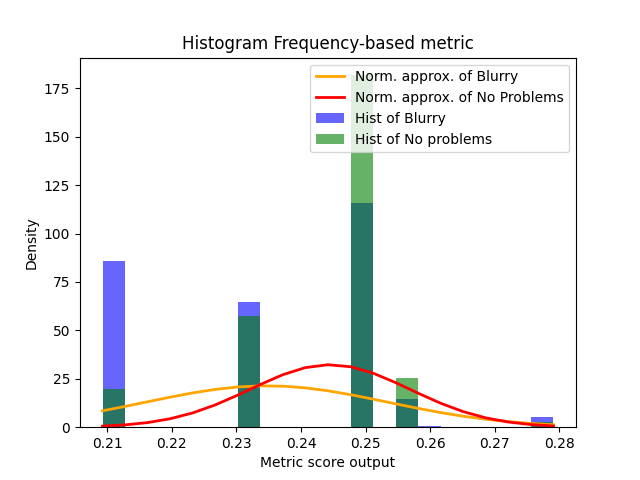 Histogram Frequency-based metric
Norm. approx. of Blurry
Norm. approx. of No Problems
Hist of Blurry
Hist of No problems
175
150
125
100
75
50
25
0
Density
0.21 0.22 0.23 0.24 0.25 0.26 0.27 0.28
Metric score output